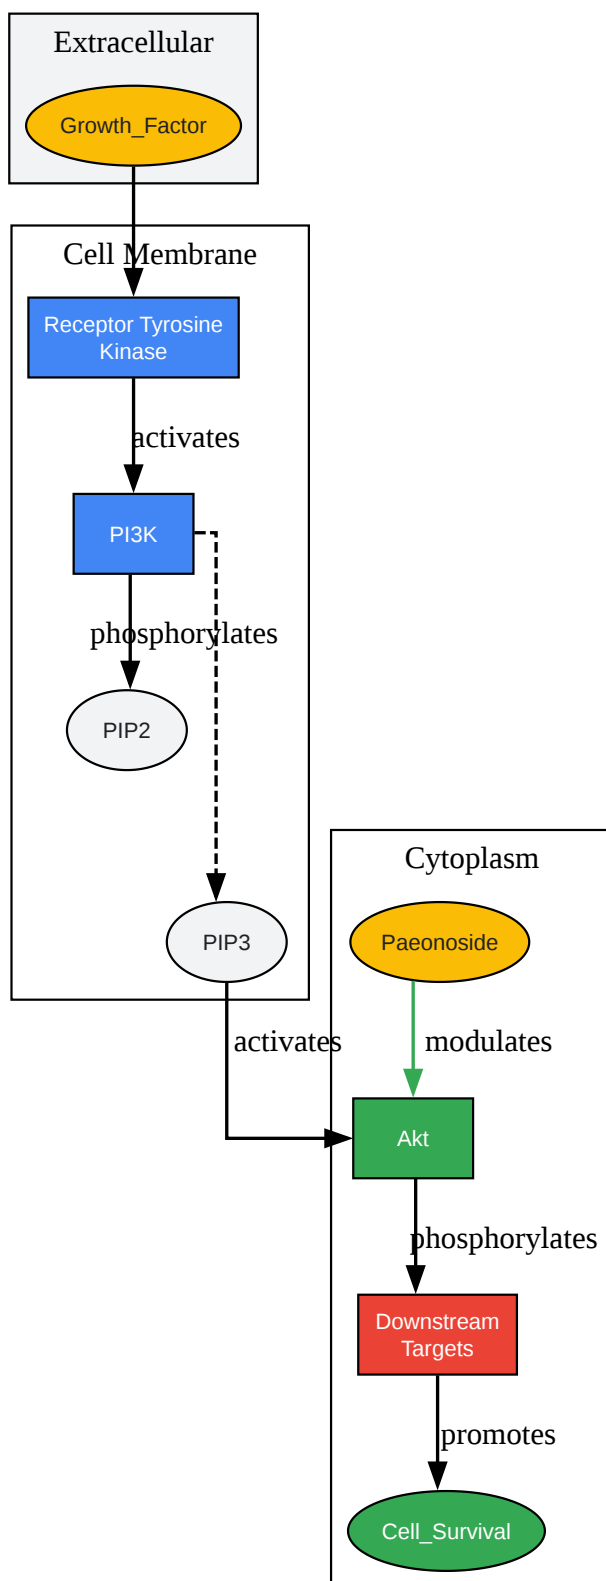 Extracellular
Growth_Factor
Cell Membrane
Receptor Tyrosine
Kinase
activates
PI3K
phosphorylates
PIP2
Cytoplasm
PIP3
Paeonoside
activates
modulates
Akt
phosphorylates
Downstream
Targets
promotes
Cell_Survival